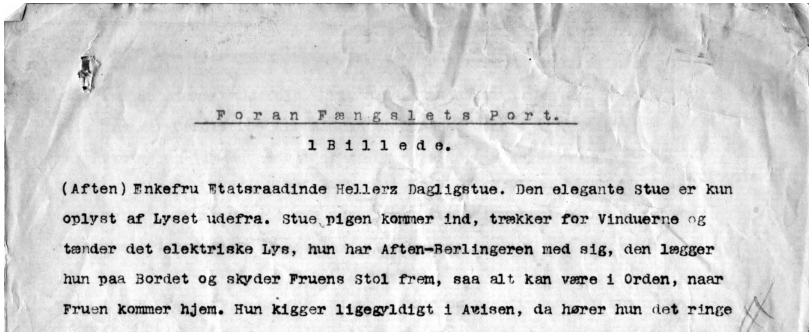 Foran Fængslets Port.
1 Billede.
(Aften) Enkefru Etatsraadinde Hellerz Dagligstue. Den elegante Stue er kun
oplyst af Lyset udefra. Stue pigen kommer ind, trækker for Vinduerne og
tænder det elektriske Lys, hun har Aften-Berlingeren med sig, den lægger
hun paa Bordet og skyder Fruens Stol frem, saa alt kan være i Orden, naar
Fruen kommer hjem. Hun kigger ligegyldigt i Avisen, da hører hun det ringe